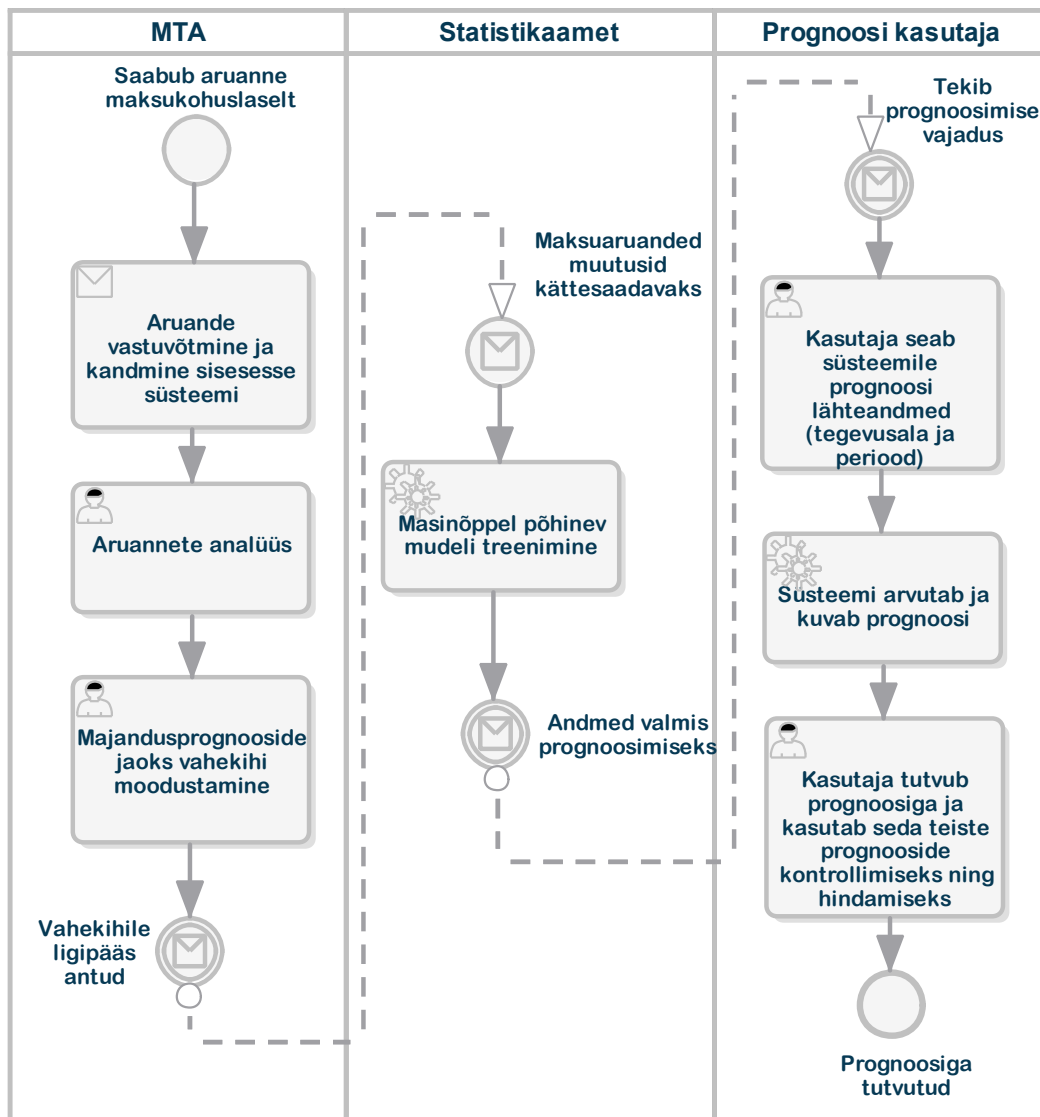 MTA
Statistikaamet
Prognoosi kasutaja
Saabub aruanne
maksukohuslaselt
Aruande
vastuvõtmine ja
kandmine sisesesse
süsteemi
Aruannete analüüs
Majandusprognooside
jaoks vahekihi
moodustamine
Vahekihile
ligipääs
antud
Maksuaruanded
muutusid
kättesaadavaks
Masinõppel põhinev
mudeli treenimine
Andmed valmis
prognoosimiseks
Tekib
prognoosimise
vajadus
Kasutaja seab
süsteemile
prognoosi
lähteandmed
(tegevusala ja
periood)
Süsteemi arvutab ja
kuvab prognoosi
Kasutaja tutvub
prognoosiga ja
kasutab seda teiste
prognooside
kontrollimiseks ning
hindamiseks
Prognoosiga
tutvutud